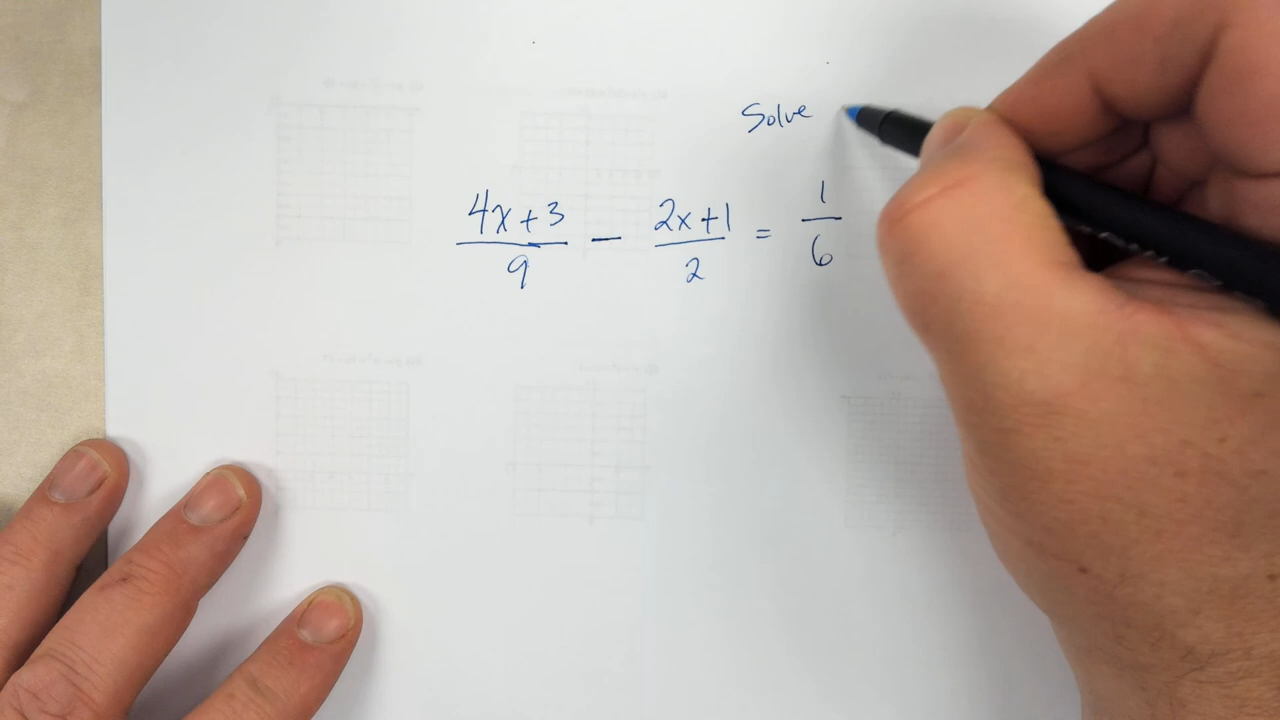 Solve
4x+3/9 - 2x+1/2 = 1/6